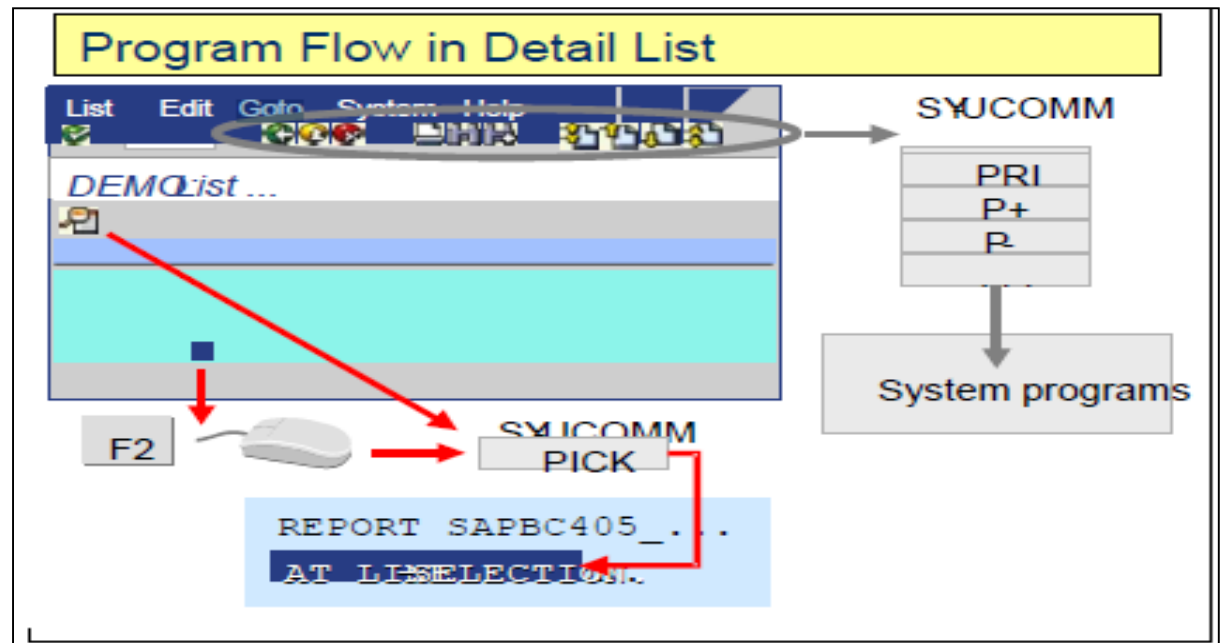 Program Flow in Detail List
List Edit Goto System Help
SY-UCOMM
DEMO: List ...
PRI
P+
P-
...
System programs
F2
SY-UCOMM
PICK
REPORT SAPBC405_...
AT LINE-SELECTION.